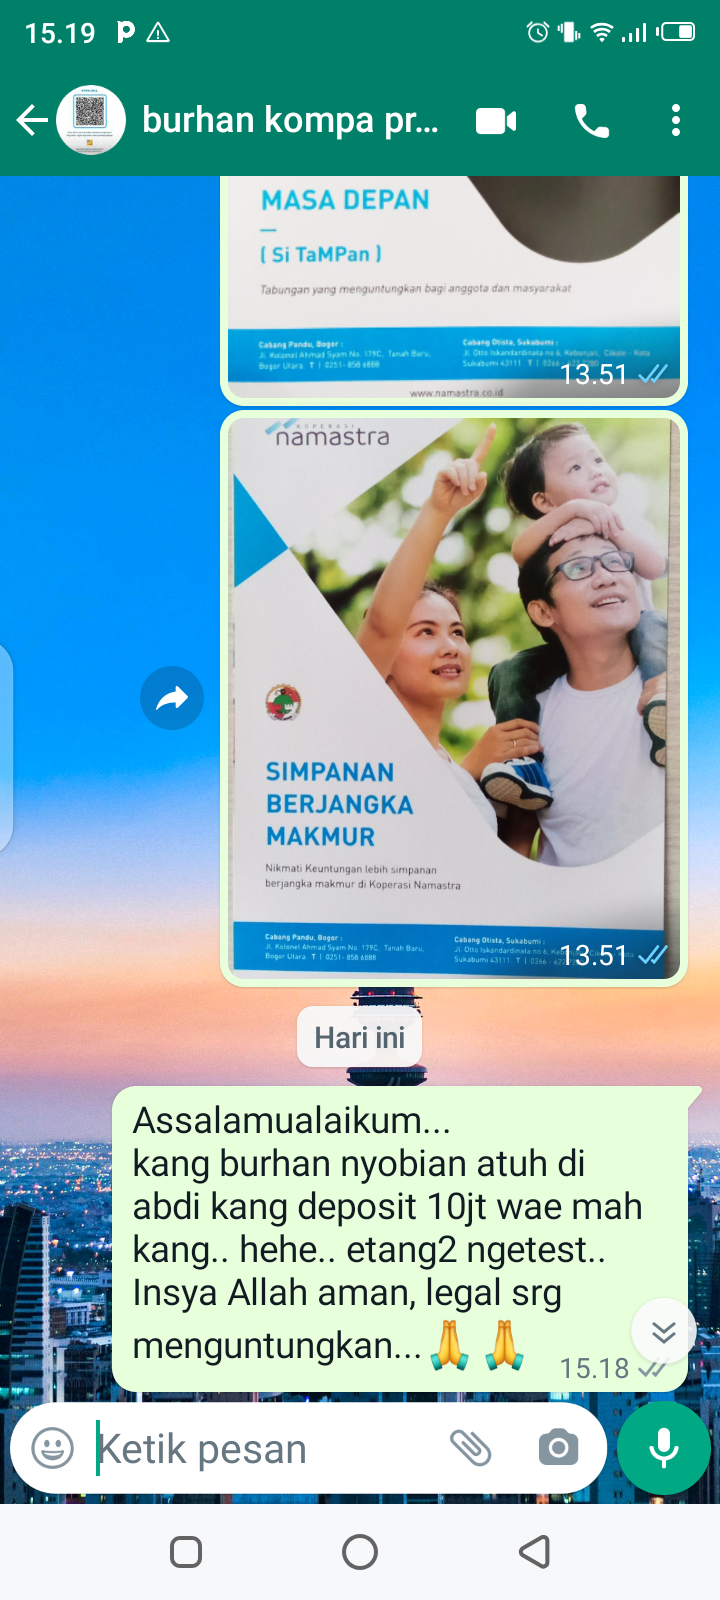 15.19
burhan kompa pr...
MASA DEPAN
( Si TaMPan )
Tabungan yang menguntungkan bagi anggota dan masyarakat
Cabang Pandu, Bogor :
Jl. Kolonel Ahmad Syam No. 179C, Tanah Baru,
Bogor Utara. T | 0251- 858 6888
Cabang Otista, Sukabumi :
Jl. Otto Iskandardinata no 6, Kebonjati, Cikole - Kota
Sukabumi 43111 T | 0266 -
13.51
www.namastra.co.id
KOPERASI
namastra
SIMPANAN
BERJANGKA
MAKMUR
Nikmati Keuntungan lebih simpanan
berjangka makmur di Koperasi Namastra
Cabang Pandu, Bogor :
Jl. Kolonel Ahmad Syam No. 179C, Tanah Baru,
Bogor Utara. T | 0251- 858 6888
Cabang Otista, Sukabumi :
Jl. Otto Iskandardinata no 6,
Sukabumi 43111 T | 0266 -
13.51
Hari ini
Assalamualaikum...
kang burhan nyobian atuh di
abdi kang deposit 10jt wae mah
kang.. hehe.. etang2 ngetest..
Insya Allah aman, legal srg
menguntungkan...🙏 🙏
15.18
Ketik pesan